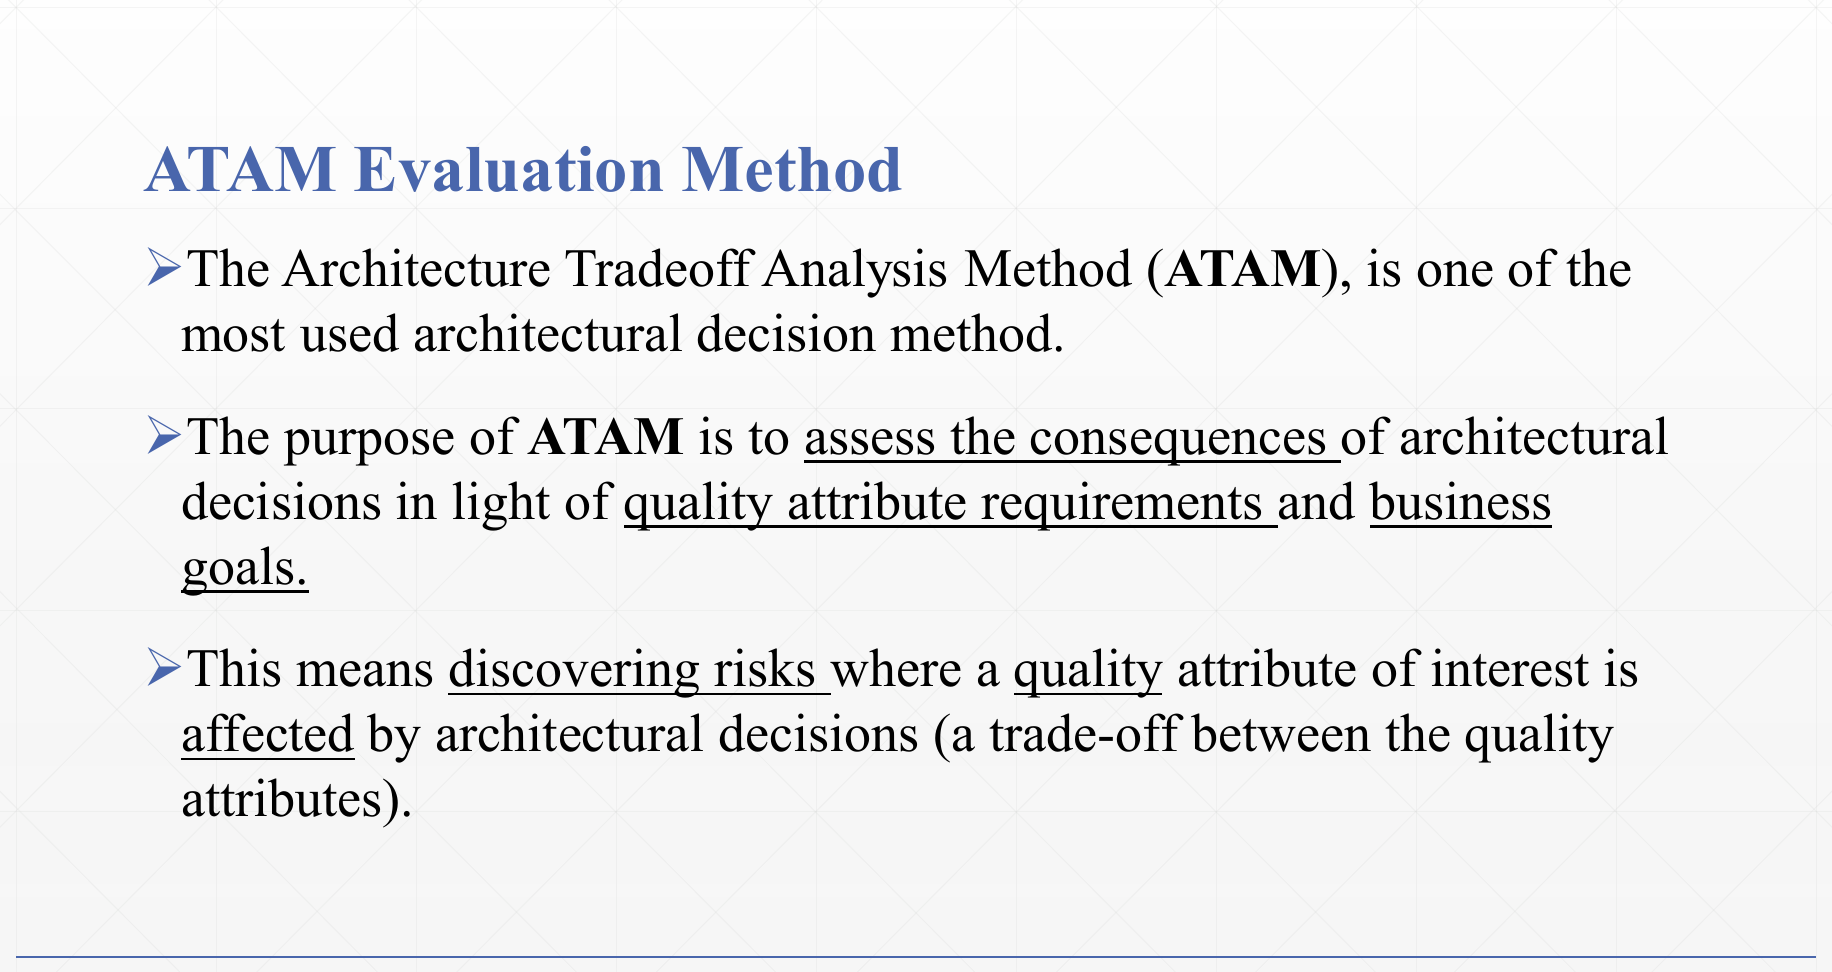 ATAM Evaluation Method
The Architecture Tradeoff Analysis Method (ATAM), is one of the
most used architectural decision method.
The purpose of ATAM is to assess the consequences of architectural
decisions in light of quality attribute requirements and business
goals.
This means discovering risks where a quality attribute of interest is
affected by architectural decisions (a trade-off between the quality
attributes).